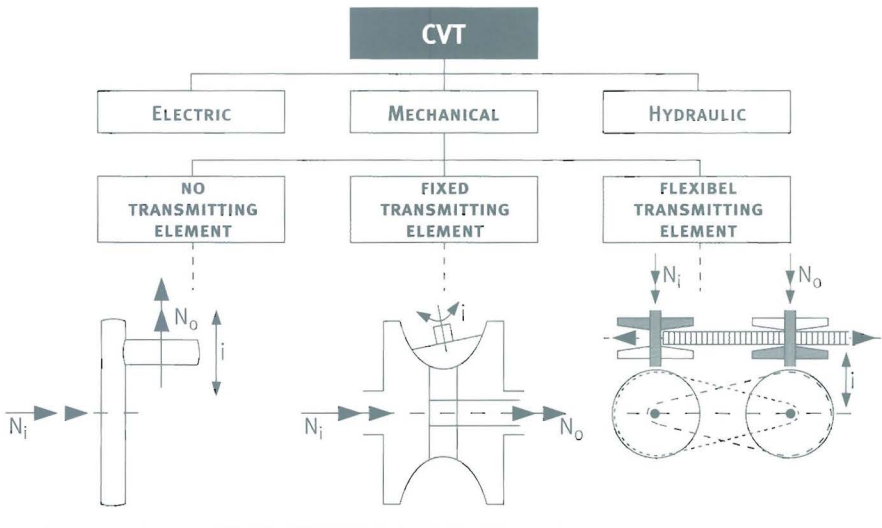 CVT
ELECTRIC
MECHANICAL
HYDRAULIC
NO
TRANSMITTING
ELEMENT
FIXED
TRANSMITTING
ELEMENT
FLEXIBEL
TRANSMITTING
ELEMENT
No
i
Ni
i
Ni
No
Ni
No
i